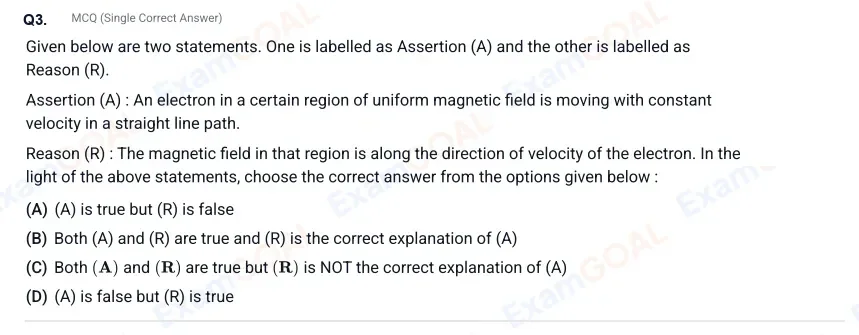 Q3. MCQ (Single Correct Answer)
Given below are two statements. One is labelled as Assertion (A) and the other is labelled as
Reason (R).
Assertion (A) : An electron in a certain region of uniform magnetic field is moving with constant
velocity in a straight line path.
Reason (R) : The magnetic field in that region is along the direction of velocity of the electron. In the
light of the above statements, choose the correct answer from the options given below :
(A) (A) is true but (R) is false
(B) Both (A) and (R) are true and (R) is the correct explanation of (A)
(C) Both (A) and (R) are true but (R) is NOT the correct explanation of (A)
(D) (A) is false but (R) is true
ExamGOAL
ExamGOAL
ExamGOAL
ExamGOAL